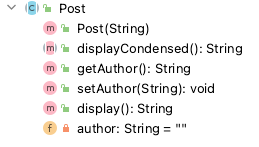 C Post
m Post(String)
m displayCondensed(): String
m getAuthor(): String
m setAuthor(String): void
m display(): String
f author: String = ""